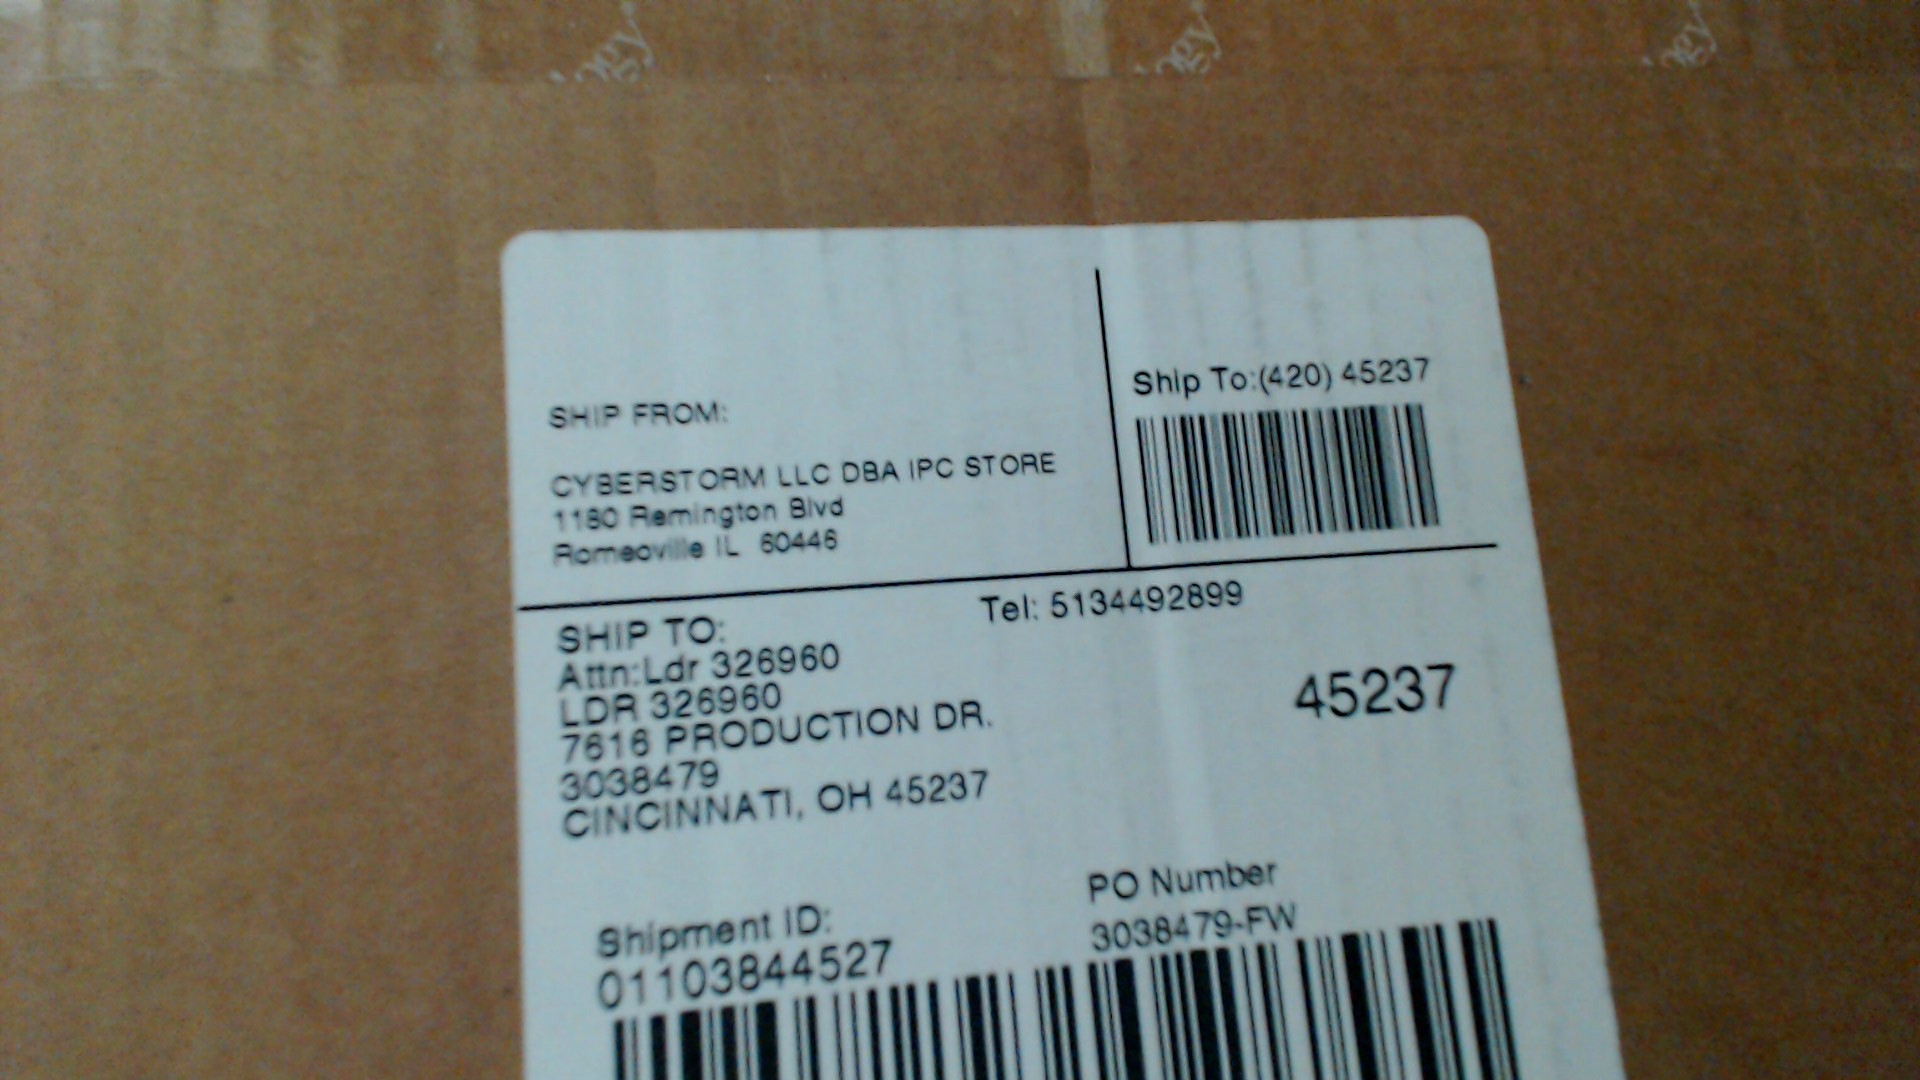 SHIP FROM:
CYBERSTORM LLC DBA IPC STORE
1180 Remington Blvd
Romeoville IL 60446
Ship To:(420) 45237
SHIP TO:
Tel: 5134492899
Attn:Ldr 326960
LDR 326960
7616 PRODUCTION DR.
3038479
CINCINNATI, OH 45237
45237
Shipment ID:
01103844527
PO Number
3038479-FW